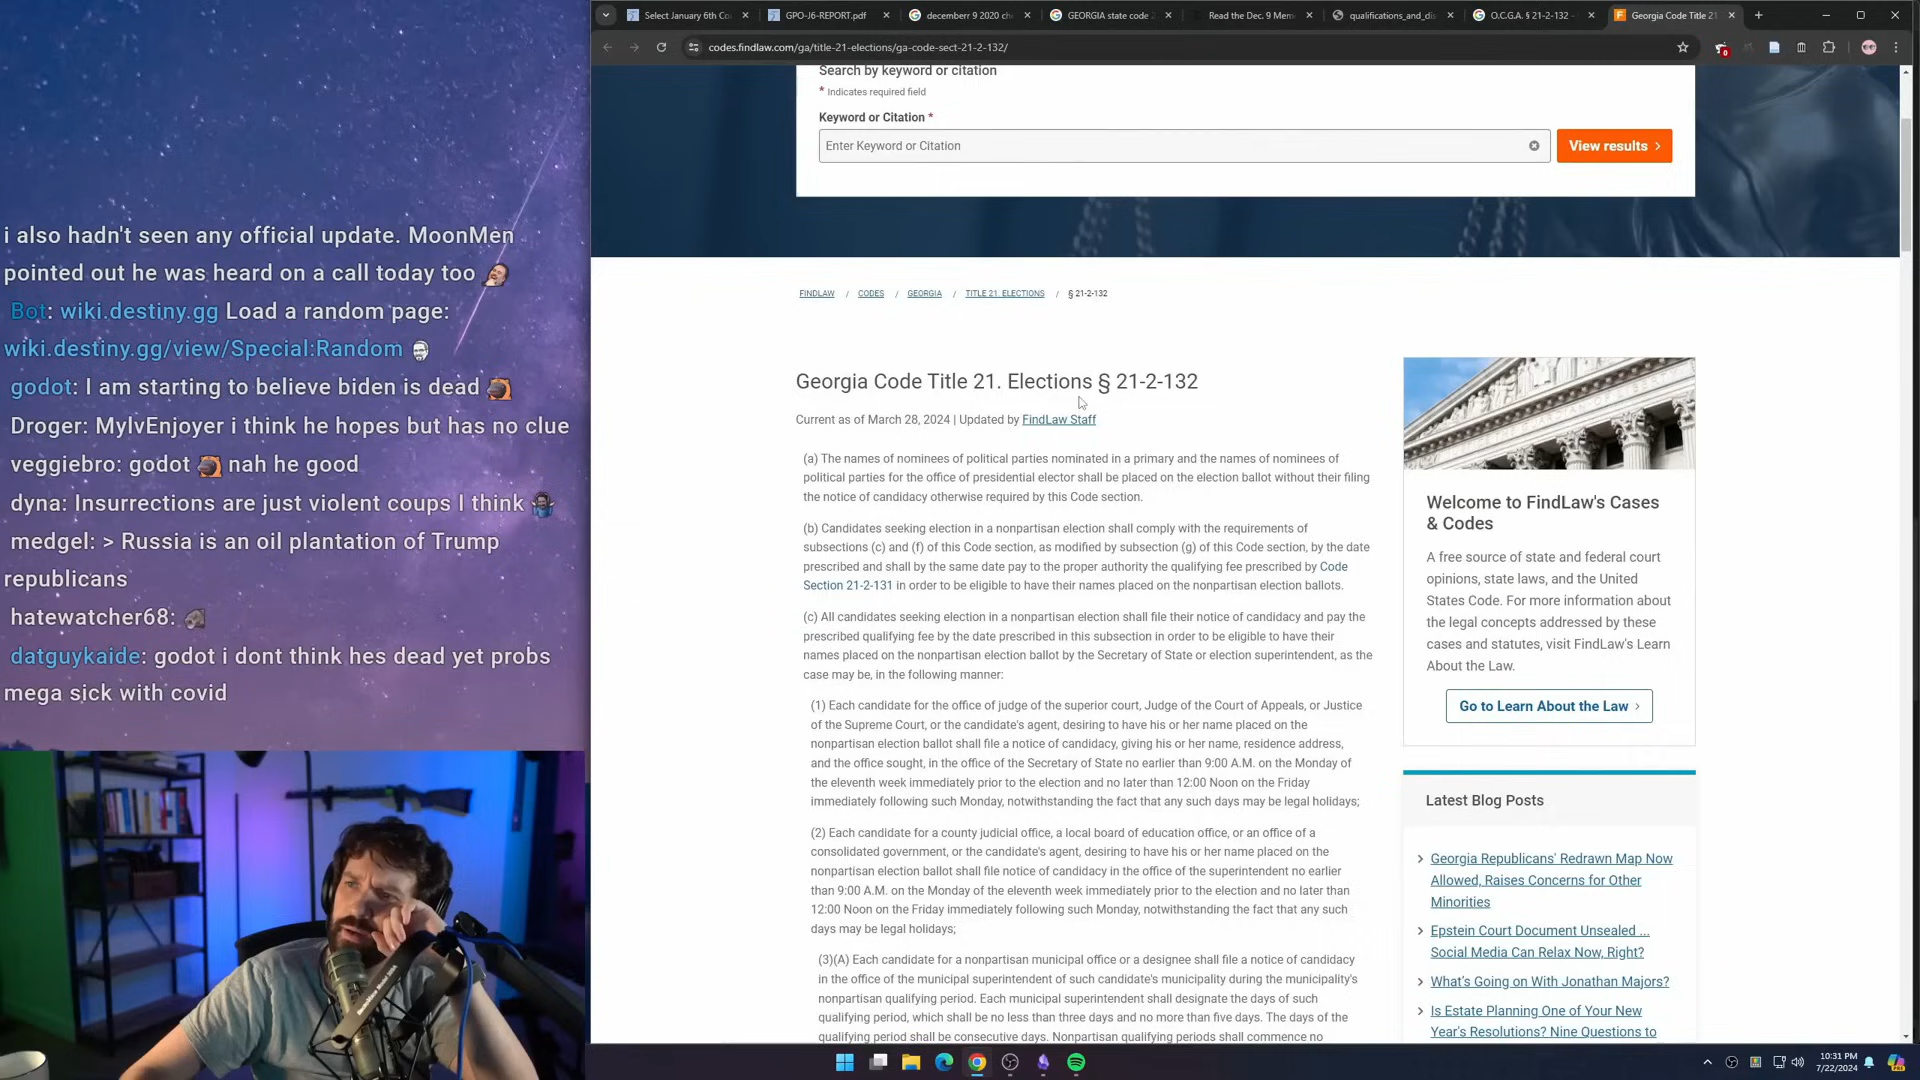 Select January 6th Co
GPO-J6-REPORT.pdf
decemberr 9 2020 ch
GEORGIA state code 2
Read the Dec. 9 Mem
qualifications_and_dis
O.C.G.A. § 21-2-132 -
Georgia Code Title 21
codes.findlaw.com/ga/title-21-elections/ga-code-sect-21-2-132/
Search by keyword or citation
* Indicates required field
Keyword or Citation *
Enter Keyword or Citation
View results
FINDLAW / CODES / GEORGIA / TITLE 21. ELECTIONS / § 21-2-132
Georgia Code Title 21. Elections § 21-2-132
Current as of March 28, 2024 | Updated by FindLaw Staff
(a) The names of nominees of political parties nominated in a primary and the names of nominees of
political parties for the office of presidential elector shall be placed on the election ballot without their filing
the notice of candidacy otherwise required by this Code section.
(b) Candidates seeking election in a nonpartisan election shall comply with the requirements of
subsections (c) and (f) of this Code section, as modified by subsection (g) of this Code section, by the date
prescribed and shall by the same date pay to the proper authority the qualifying fee prescribed by Code
Section 21-2-131 in order to be eligible to have their names placed on the nonpartisan election ballots.
(c) All candidates seeking election in a nonpartisan election shall file their notice of candidacy and pay the
prescribed qualifying fee by the date prescribed in this subsection in order to be eligible to have their
names placed on the nonpartisan election ballot by the Secretary of State or election superintendent, as the
case may be, in the following manner:
(1) Each candidate for the office of judge of the superior court, Judge of the Court of Appeals, or Justice
of the Supreme Court, or the candidate's agent, desiring to have his or her name placed on the
nonpartisan election ballot shall file a notice of candidacy, giving his or her name, residence address,
and the office sought, in the office of the Secretary of State no earlier than 9:00 A.M. on the Monday of
the eleventh week immediately prior to the election and no later than 12:00 Noon on the Friday
immediately following such Monday, notwithstanding the fact that any such days may be legal holidays;
(2) Each candidate for a county judicial office, a local board of education office, or an office of a
consolidated government, or the candidate's agent, desiring to have his or her name placed on the
nonpartisan election ballot shall file notice of candidacy in the office of the superintendent no earlier
than 9:00 A.M. on the Monday of the eleventh week immediately prior to the election and no later than
12:00 Noon on the Friday immediately following such Monday, notwithstanding the fact that any such
days may be legal holidays;
(3)(A) Each candidate for a nonpartisan municipal office or a designee shall file a notice of candidacy
in the office of the municipal superintendent of such candidate's municipality during the municipality's
nonpartisan qualifying period. Each municipal superintendent shall designate the days of such
qualifying period, which shall be no less than three days and no more than five days. The days of the
qualifying period shall be consecutive days. Nonpartisan qualifying periods shall commence no
Welcome to FindLaw's Cases
& Codes
A free source of state and federal court
opinions, state laws, and the United
States Code. For more information about
the legal concepts addressed by these
cases and statutes, visit FindLaw's Learn
About the Law.
Go to Learn About the Law
Latest Blog Posts
Georgia Republicans' Redrawn Map Now
Allowed, Raises Concerns for Other
Minorities
Epstein Court Document Unsealed ...
Social Media Can Relax Now, Right?
What's Going on With Jonathan Majors?
Is Estate Planning One of Your New
Year's Resolutions? Nine Questions to
i also hadn't seen any official update. MoonMen
pointed out he was heard on a call today too
Bot: wiki.destiny.gg Load a random page:
wiki.destiny.gg/view/Special:Random
godot: I am starting to believe biden is dead
Droger: MylvEnjoyer i think he hopes but has no clue
veggiebro: godot nah he good
dyna: Insurrections are just violent coups I think
medgel: > Russia is an oil plantation of Trump
republicans
hatewatcher68:
datguykaide: godot i dont think hes dead yet probs
mega sick with covid
10:31 PM
7/22/2024